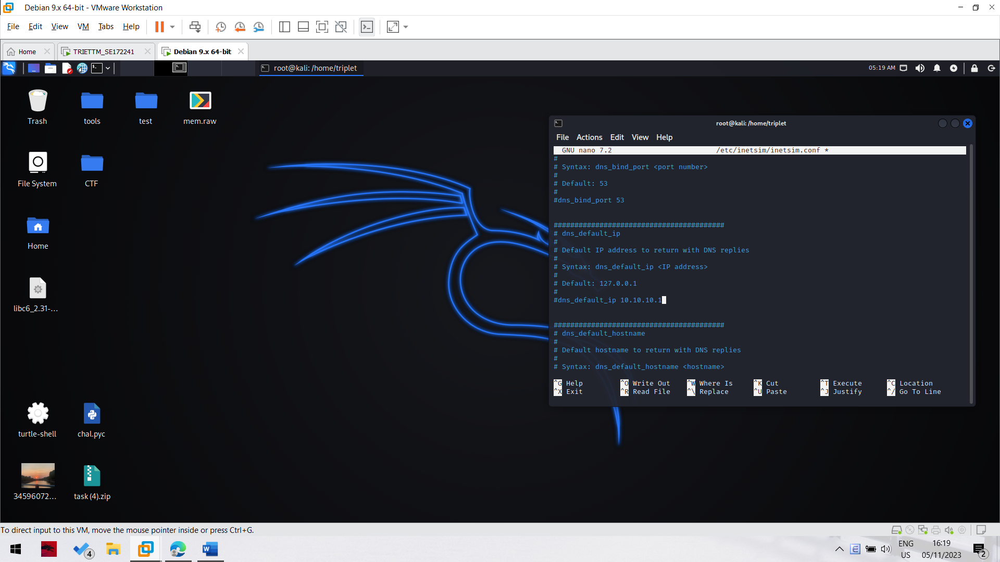 Debian 9.x 64-bit - VMware Workstation
File Edit View VM Tabs Help
Home
TRIETTM_SE172241
Debian 9.x 64-bit
root@kali: /home/triplet
05:19 AM
Trash
tools
test
mem.raw
File System
CTF
Home
libc6_2.31-...
turtle-shell
chal.pyc
34596072...
task (4).zip
root@kali: /home/triplet
File Actions Edit View Help
GNU nano 7.2 /etc/inetsim/inetsim.conf *
#
# Syntax: dns_bind_port <port number>
#
# Default: 53
#
#dns_bind_port 53
#########################################
# dns_default_ip
#
# Default IP address to return with DNS replies
#
# Syntax: dns_default_ip <IP address>
#
# Default: 127.0.0.1
#
#dns_default_ip 10.10.10.1
#########################################
# dns_default_hostname
#
# Default hostname to return with DNS replies
#
# Syntax: dns_default_hostname <hostname>
^G Help ^O Write Out ^W Where Is ^K Cut ^T Execute ^C Location
^X Exit ^R Read File ^\ Replace ^U Paste ^J Justify ^/ Go To Line
To direct input to this VM, move the mouse pointer inside or press Ctrl+G.
4
W
E
ENG
US
16:19
05/11/2023
2